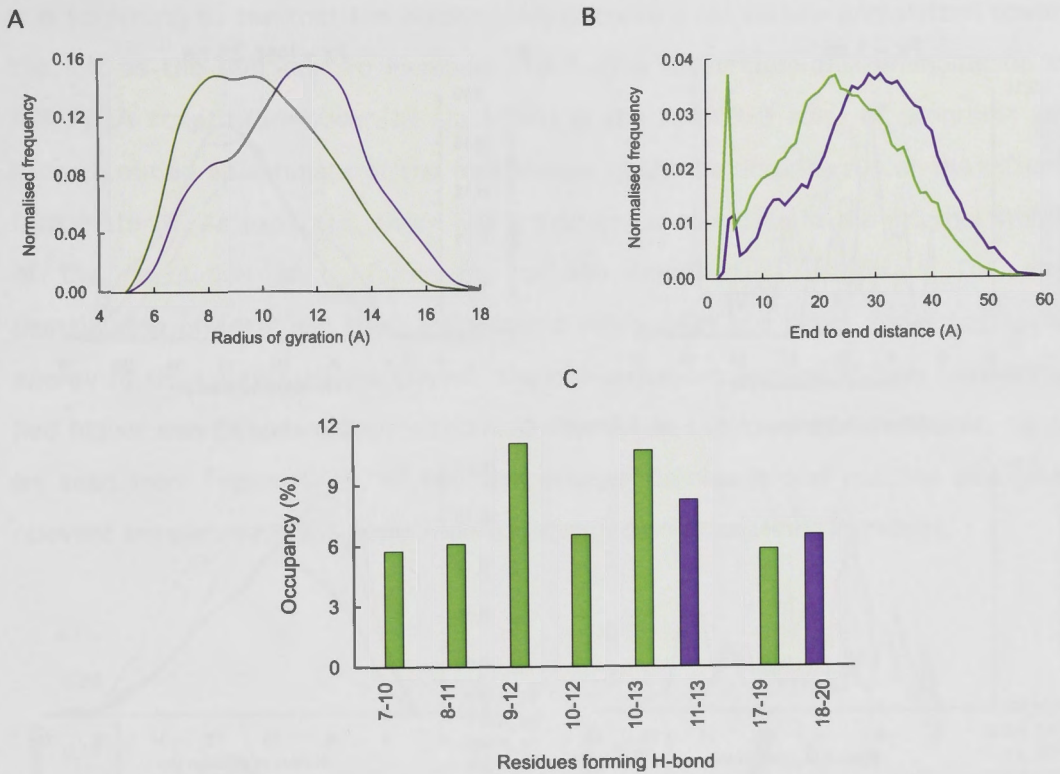 A
B
Normalised frequency
0.16
0.12
0.08
0.04
0.00
4 6 8 10 12 14 16 18
Radius of gyration (A)
Normalised frequency
0.04
0.03
0.02
0.01
0.00
0 10 20 30 40 50 60
End to end distance (A)
C
Occupancy (%)
12
9
6
3
0
7-10
8-11
9-12
10-12
10-13
11-13
17-19
18-20
Residues forming H-bond